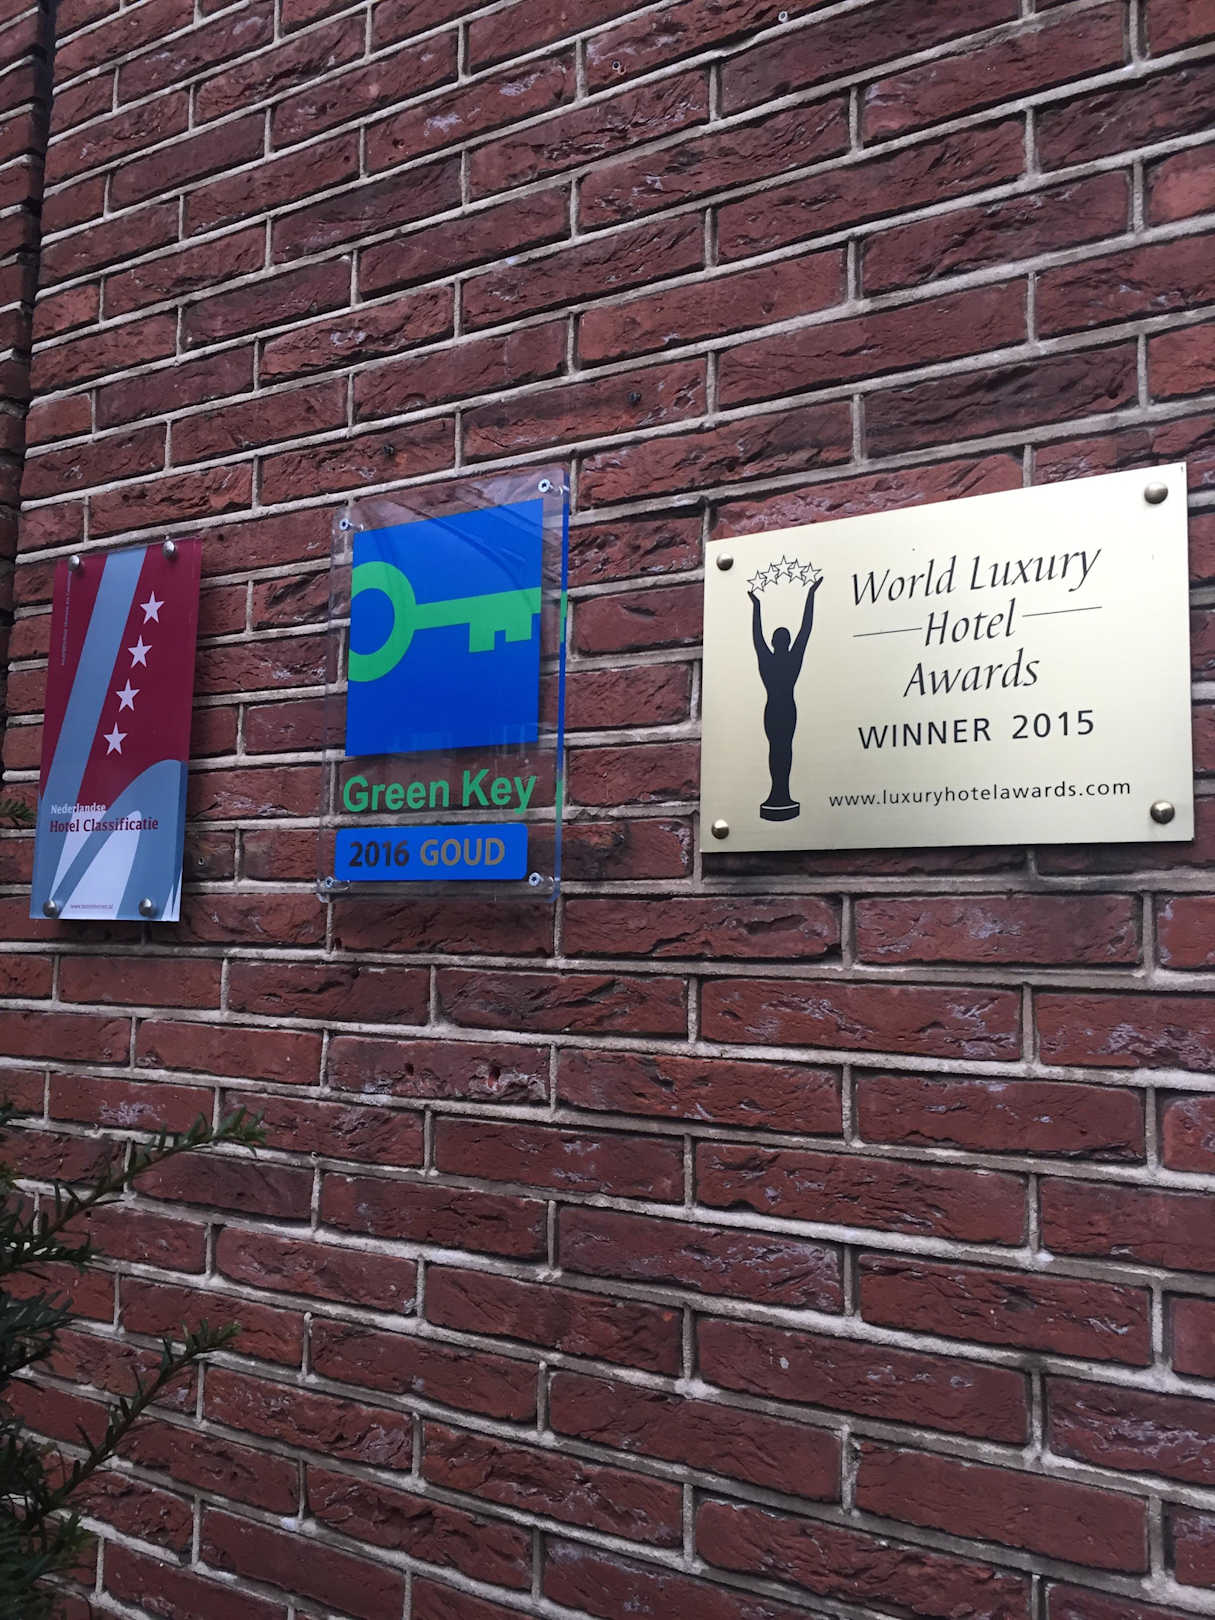 Nederlandse
Hotel Classificatie
Green Key
2016 GOUD
World Luxury
Hotel
Awards
WINNER 2015
www.luxuryhotelawards.com